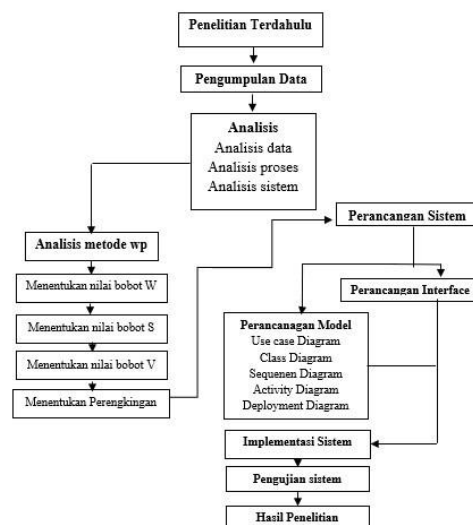 Penelitian Terdahulu
Pengumpulan Data
Analisis
Analisis data
Analisis proses
Analisis sistem
Analisis metode wp
Menentukan nilai bobot W
Menentukan nilai bobot S
Menentukan nilai bobot V
Menentukan Perengkingan
Perancangan Sistem
Perancangan Interface
Perancanagan Model
Use case Diagram
Class Diagram
Sequenen Diagram
Activity Diagram
Deployment Diagram
Implementasi Sistem
Pengujian sistem
Hasil Penelitian